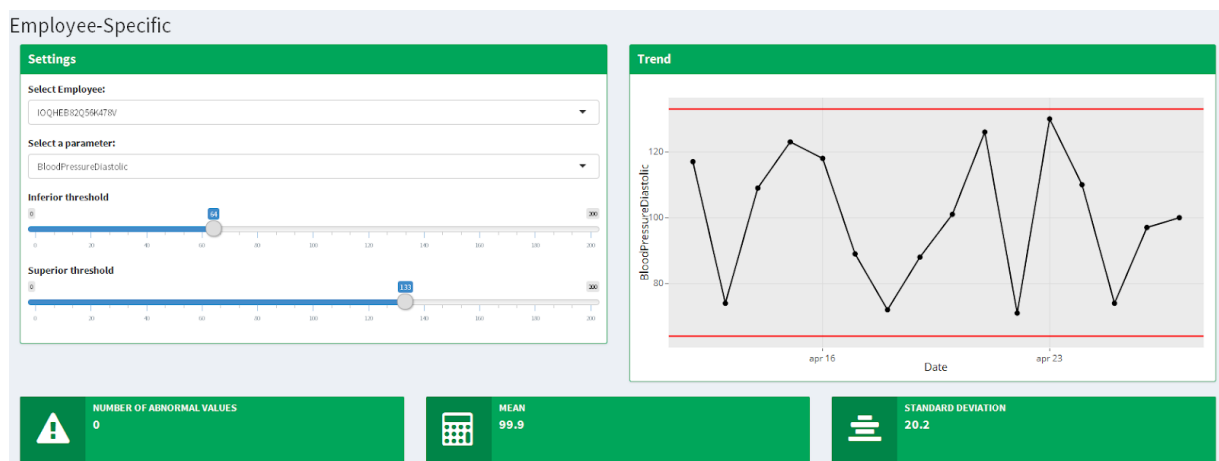 Employee-Specific
Settings
Select Employee:
IOQHEB82Q56K478V
Select a parameter:
BloodPressureDiastolic
Inferior threshold
0 64 200
0 20 40 60 80 100 120 140 160 180 200
Superior threshold
0 133 200
0 20 40 60 80 100 120 140 160 180 200
Trend
BloodPressureDiastolic
120
100
80
apr 16 apr 23
Date
NUMBER OF ABNORMAL VALUES
0
MEAN
99.9
STANDARD DEVIATION
20.2